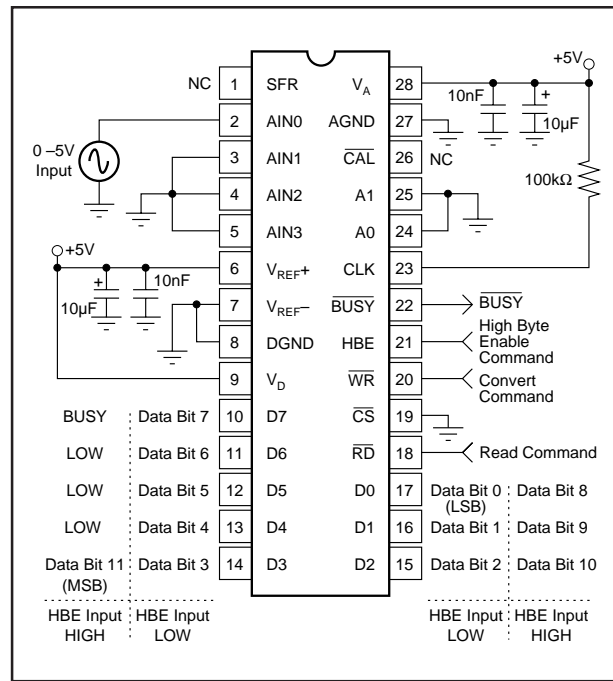 +5V
NC 1 SFR V_A 28 10nF + 10µF
2 AIN0 AGND 27
0 –5V Input
3 AIN1 C̅A̅L̅ 26 NC
100kΩ
4 AIN2 A1 25
5 AIN3 A0 24
+5V
6 V_REF+ CLK 23
+ 10µF 10nF
7 V_REF– B̅U̅S̅Y̅ 22 B̅U̅S̅Y̅
8 DGND HBE 21 High Byte Enable Command
9 V_D W̅R̅ 20 Convert Command
BUSY Data Bit 7 10 D7 C̅S̅ 19
LOW Data Bit 6 11 D6 R̅D̅ 18 Read Command
LOW Data Bit 5 12 D5 D0 17 Data Bit 0 (LSB) Data Bit 8
LOW Data Bit 4 13 D4 D1 16 Data Bit 1 Data Bit 9
Data Bit 11 (MSB) Data Bit 3 14 D3 D2 15 Data Bit 2 Data Bit 10
HBE Input HIGH HBE Input LOW HBE Input LOW HBE Input HIGH